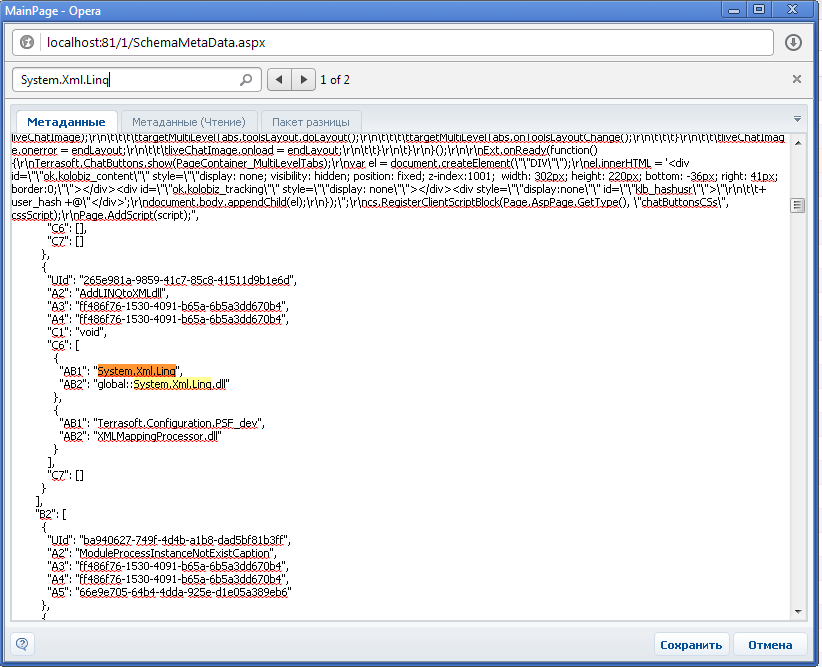 MainPage - Opera
localhost:81/1/SchemaMetaData.aspx
System.Xml.Linq 1 of 2
Метаданные Метаданные (Чтение) Пакет разницы
liveChatImage);\r\n\t\t\t\ttargetMultiLevelTabs.toolsLayout.doLayout();\r\n\t\t\t\ttargetMultiLevelTabs.onToolsLayoutChange();\r\n\t\t\t}\r\n\t\t\tliveChatImag
e.onerror = endLayout;\r\n\t\t\tliveChatImage.onload = endLayout;\r\n\t\t}\r\n}();\r\n\r\nExt.onReady(function()
{\r\nTerrasoft.ChatButtons.show(PageContainer_MultiLevelTabs);\r\nvar el = document.createElement(\"\"DIV\"\");\r\nel.innerHTML = '<div
id=\"\"ok.kolobiz_content\"\" style=\"\"display: none; visibility: hidden; position: fixed; z-index:1001;  width: 302px; height: 220px; bottom: -36px; right: 41px;
border:0;\"\"></div><div id=\"\"ok.kolobiz_tracking\"\" style=\"\"display: none\"\"></div><div style=\"\"display:none\"\" id=\"\"klb_hashusr\"\">\"\r\n\t\t+
user_hash +@\"</div>';\r\ndocument.body.appendChild(el);\r\n});\";\r\ncs.RegisterClientScriptBlock(Page.AspPage.GetType(), \"chatButtonsCSs\",
cssScript);\r\nPage.AddScript(script);",
"C6": [],
"C7": []
},
{
"UId": "265e981a-9859-41c7-85c8-41511d9b1e6d",
"A2": "AddLINQtoXMLdll",
"A3": "ff486f76-1530-4091-b65a-6b5a3dd670b4",
"A4": "ff486f76-1530-4091-b65a-6b5a3dd670b4",
"C1": "void",
"C6": [
{
"AB1": "System.Xml.Linq",
"AB2": "global::System.Xml.Linq.dll"
},
{
"AB1": "Terrasoft.Configuration.PSF_dev",
"AB2": "XMLMappingProcessor.dll"
}
],
"C7": []
}
],
"B2": [
{
"UId": "ba940627-749f-4d4b-a1b8-dad5bf81b3ff",
"A2": "ModuleProcessInstanceNotExistCaption",
"A3": "ff486f76-1530-4091-b65a-6b5a3dd670b4",
"A4": "ff486f76-1530-4091-b65a-6b5a3dd670b4",
"A5": "66e9e705-64b4-4dda-925e-d1e05a389eb6"
},
{
Сохранить Отмена